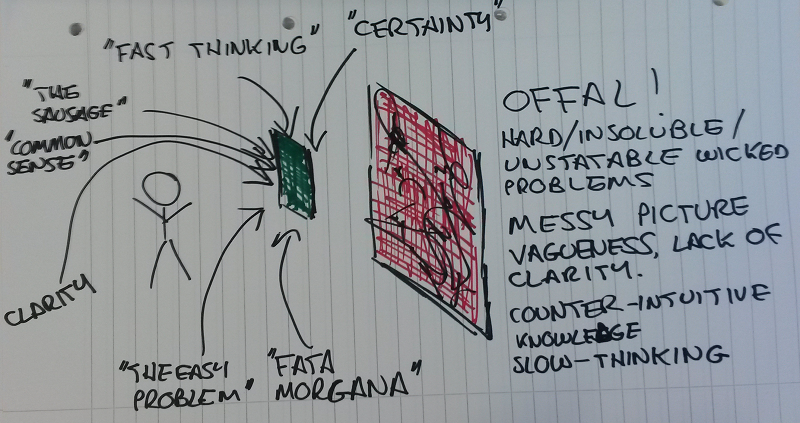 "FAST THINKING"
"CERTAINTY"
"THE
SAUSAGE"
"COMMON
SENSE"
CLARITY
"THE EASY
PROBLEM"
"FATA
MORGANA"
OFFAL!
HARD/INSOLUBLE/
UNSTATABLE WICKED
PROBLEMS
MESSY PICTURE
VAGUENESS, LACK OF
CLARITY.
COUNTER-INTUITIVE
KNOWLEDGE
SLOW-THINKING